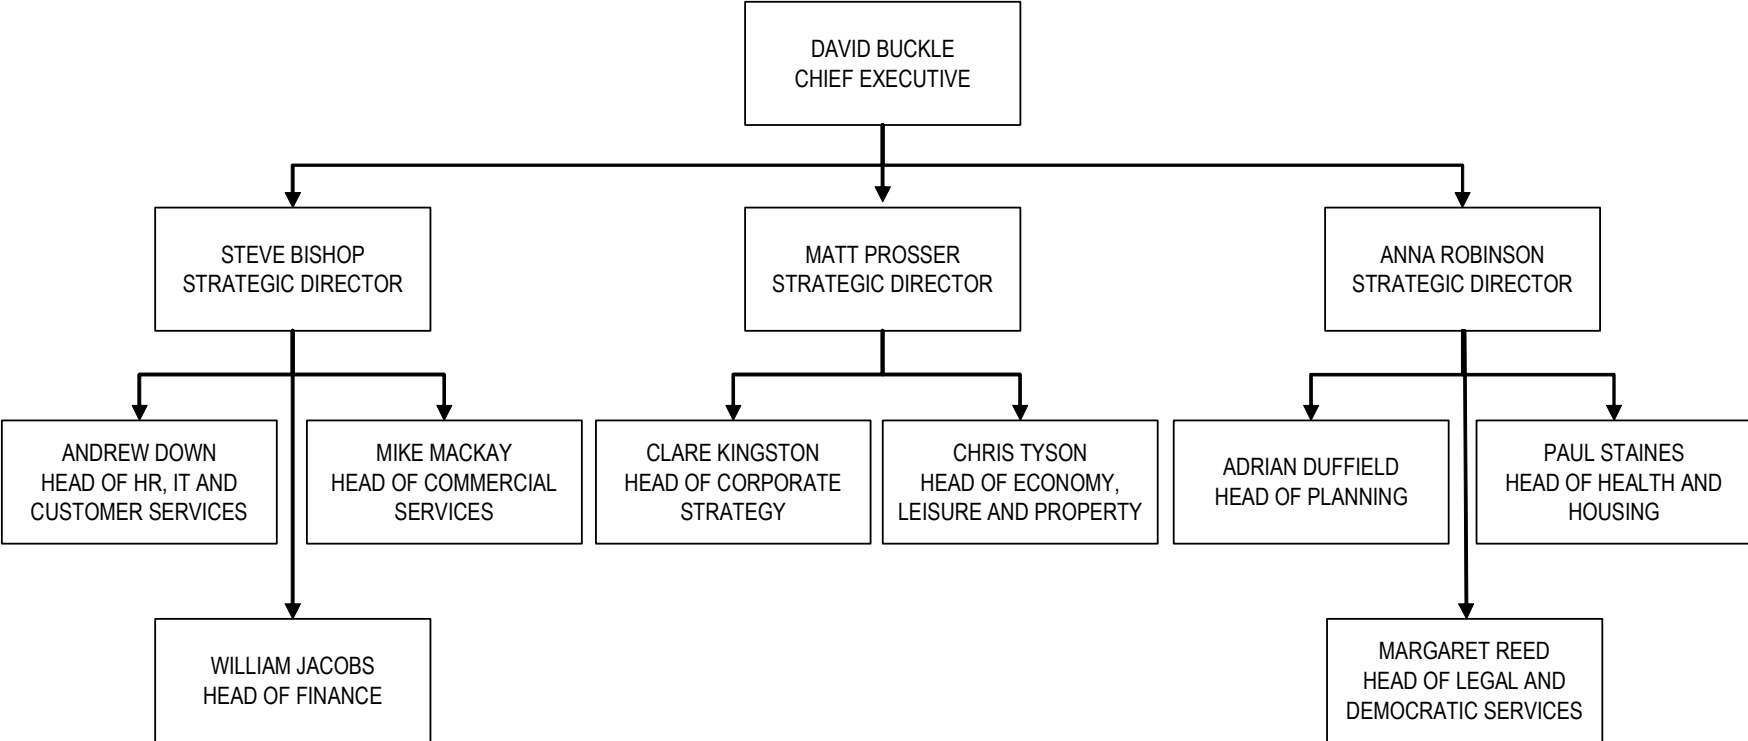 DAVID BUCKLE
CHIEF EXECUTIVE
STEVE BISHOP
STRATEGIC DIRECTOR
MATT PROSSER
STRATEGIC DIRECTOR
ANNA ROBINSON
STRATEGIC DIRECTOR
ANDREW DOWN
HEAD OF HR, IT AND
CUSTOMER SERVICES
MIKE MACKAY
HEAD OF COMMERCIAL
SERVICES
CLARE KINGSTON
HEAD OF CORPORATE
STRATEGY
CHRIS TYSON
HEAD OF ECONOMY,
LEISURE AND PROPERTY
ADRIAN DUFFIELD
HEAD OF PLANNING
PAUL STAINES
HEAD OF HEALTH AND
HOUSING
WILLIAM JACOBS
HEAD OF FINANCE
MARGARET REED
HEAD OF LEGAL AND
DEMOCRATIC SERVICES